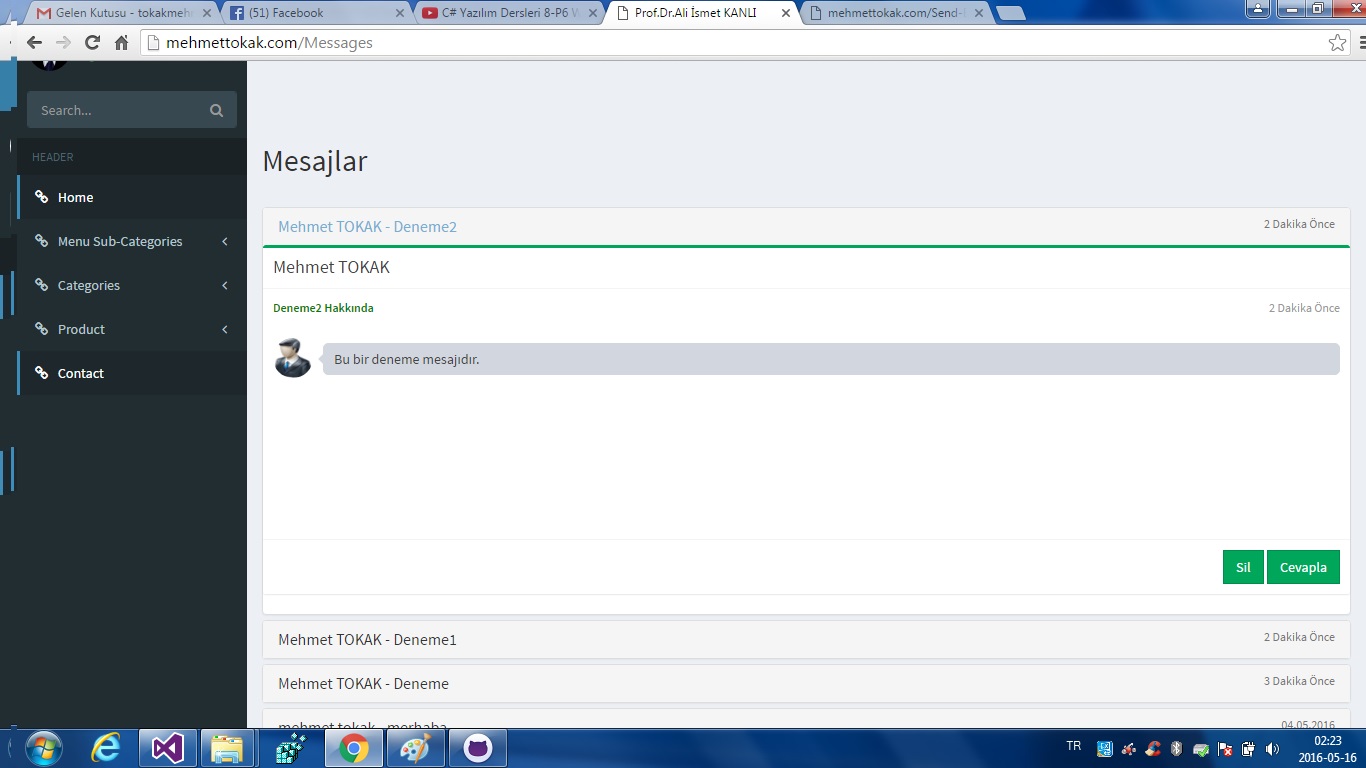 Gelen Kutusu - tokakmehm
(51) Facebook
C# Yazılım Dersleri 8-P6 W
Prof.Dr.Ali İsmet KANLI
mehmettokak.com/Send-
mehmettokak.com/Messages
Search...
HEADER
Home
Menu Sub-Categories
Categories
Product
Contact
Mesajlar
Mehmet TOKAK - Deneme2
2 Dakika Önce
Mehmet TOKAK
Deneme2 Hakkında
2 Dakika Önce
Bu bir deneme mesajıdır.
Sil
Cevapla
Mehmet TOKAK - Deneme1
2 Dakika Önce
Mehmet TOKAK - Deneme
3 Dakika Önce
mehmet tokak - merhaba
04.05.2016
TR
02:23
2016-05-16